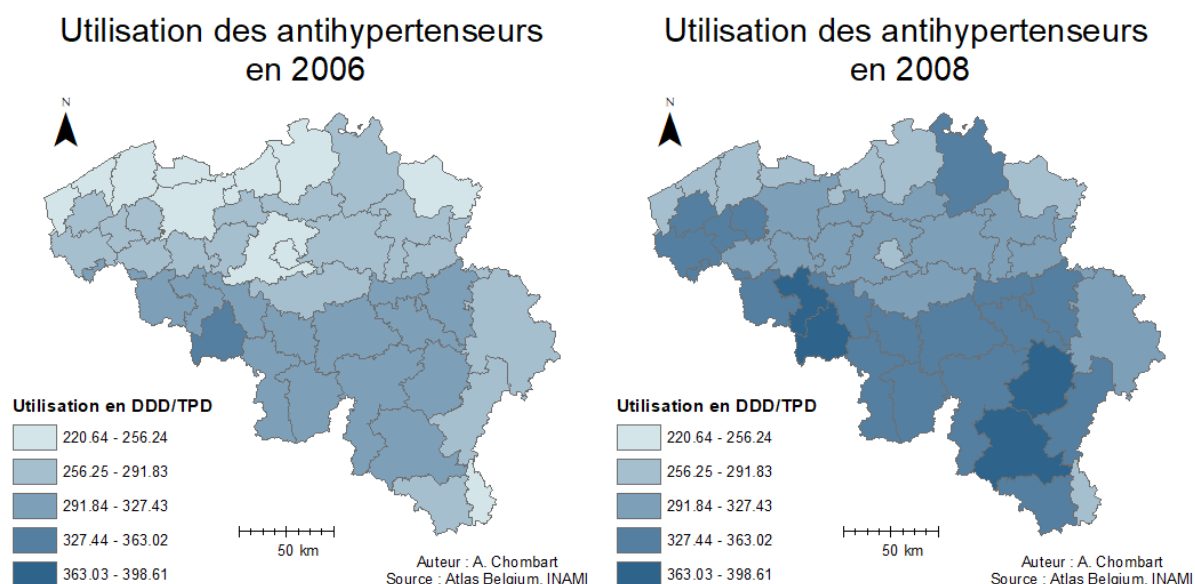 Utilisation des antihypertenseurs
en 2006
N
Utilisation en DDD/TPD
220.64 - 256.24
256.25 - 291.83
291.84 - 327.43
327.44 - 363.02
363.03 - 398.61
50 km
Auteur : A. Chombart
Source : Atlas Belgium, INAMI
Utilisation des antihypertenseurs
en 2008
N
Utilisation en DDD/TPD
220.64 - 256.24
256.25 - 291.83
291.84 - 327.43
327.44 - 363.02
363.03 - 398.61
50 km
Auteur : A. Chombart
Source : Atlas Belgium, INAMI